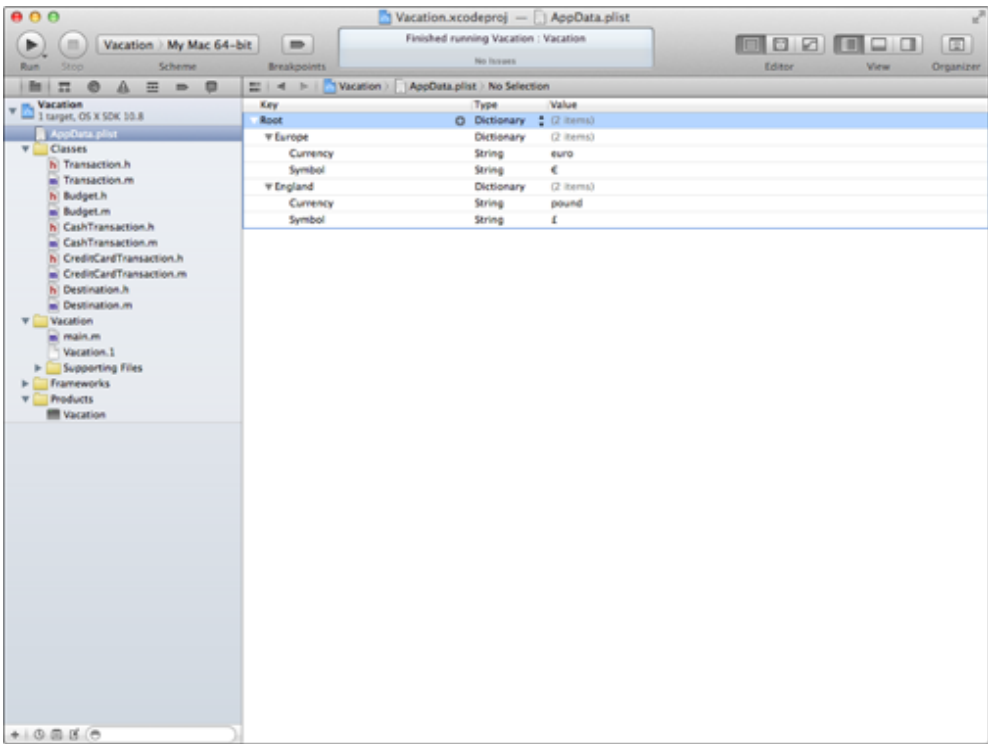 Vacation.xcodeproj — AppData.plist
Vacation My Mac 64-bit
Finished running Vacation : Vacation
No Issues
Run Stop Scheme Breakpoints Editor View Organizer
Vacation AppData.plist No Selection
Vacation
1 target, OS X SDK 10.8
AppData.plist
Classes
Transaction.h
Transaction.m
Budget.h
Budget.m
CashTransaction.h
CashTransaction.m
CreditCardTransaction.h
CreditCardTransaction.m
Destination.h
Destination.m
Vacation
main.m
Vacation.1
Supporting Files
Frameworks
Products
Vacation
Key Type Value
Root Dictionary (2 items)
Europe Dictionary (2 items)
Currency String euro
Symbol String €
England Dictionary (2 items)
Currency String pound
Symbol String £